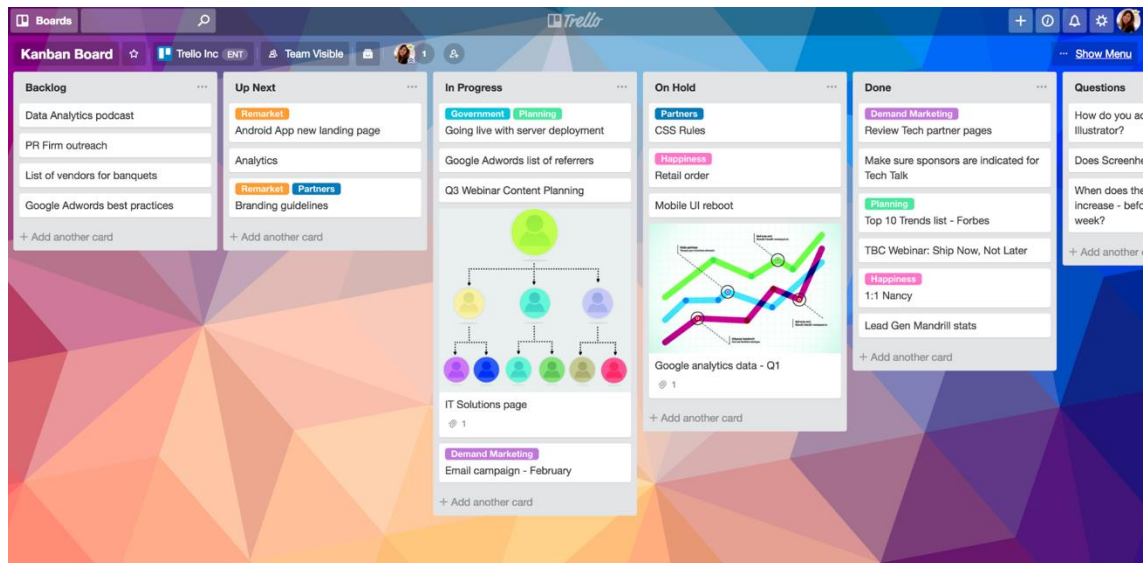 Boards
Trello
Kanban Board
Trello Inc ENT
Team Visible
1
... Show Menu
Backlog
Data Analytics podcast
PR Firm outreach
List of vendors for banquets
Google Adwords best practices
+ Add another card
Up Next
Remarket
Android App new landing page
Analytics
Remarket Partners
Branding guidelines
+ Add another card
In Progress
Government Planning
Going live with server deployment
Google Adwords list of referrers
Q3 Webinar Content Planning
IT Solutions page
1
Demand Marketing
Email campaign - February
+ Add another card
On Hold
Partners
CSS Rules
Happiness
Retail order
Mobile UI reboot
Google analytics data - Q1
1
+ Add another card
Done
Demand Marketing
Review Tech partner pages
Make sure sponsors are indicated for
Tech Talk
Planning
Top 10 Trends list - Forbes
TBC Webinar: Ship Now, Not Later
Happiness
1:1 Nancy
Lead Gen Mandrill stats
+ Add another card
Questions
How do you
Illustrator?
Does
When does the
increase -
week?
+ Add another